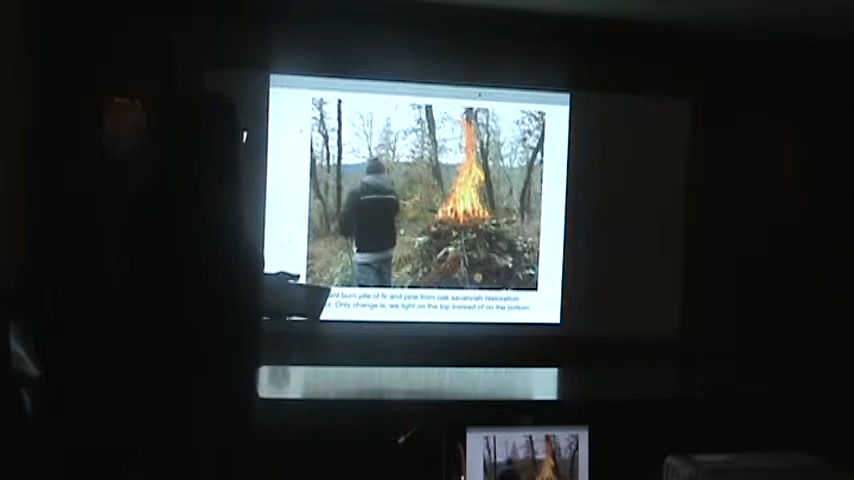 burn pile of fir and pine from oak savannah restoration
Only change is, we light on the top instead of on the bottom.